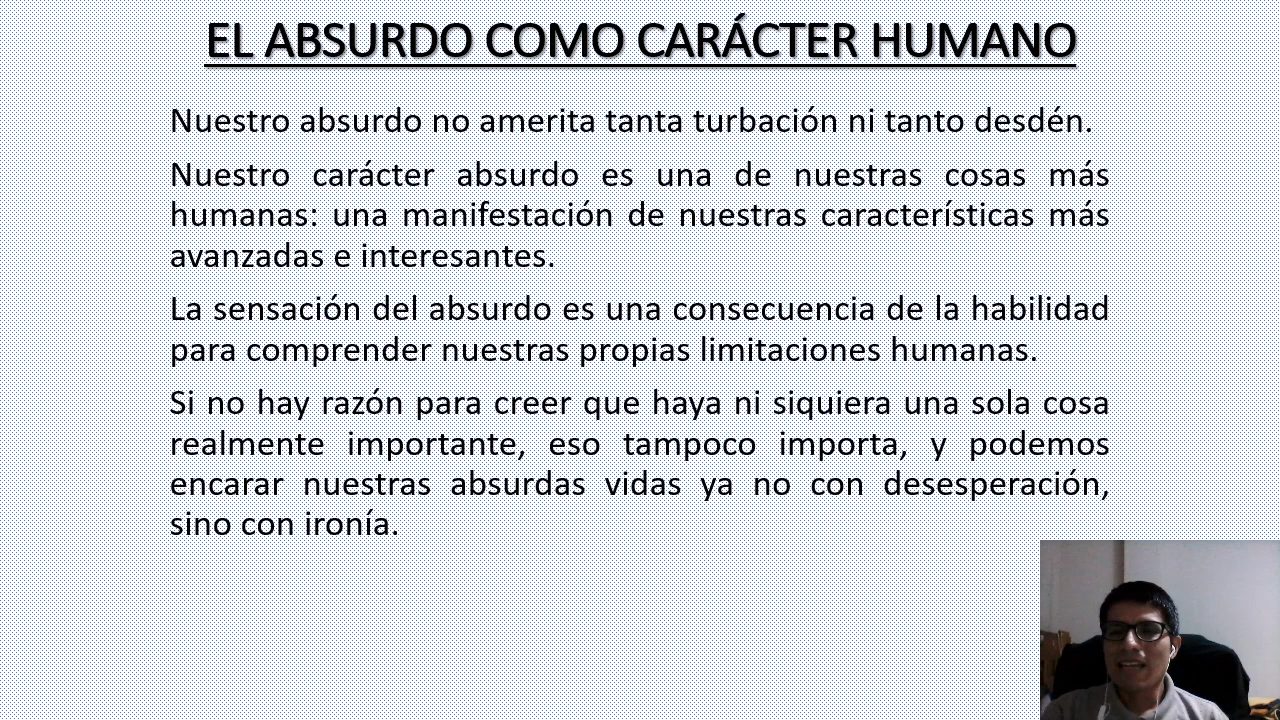 EL ABSURDO COMO CARÁCTER HUMANO
Nuestro absurdo no amerita tanta turbación ni tanto desdén.
Nuestro carácter absurdo es una de nuestras cosas más
humanas: una manifestación de nuestras características más
avanzadas e interesantes.
La sensación del absurdo es una consecuencia de la habilidad
para comprender nuestras propias limitaciones humanas.
Si no hay razón para creer que haya ni siquiera una sola cosa
realmente importante, eso tampoco importa, y podemos
encarar nuestras absurdas vidas ya no con desesperación,
sino con ironía.